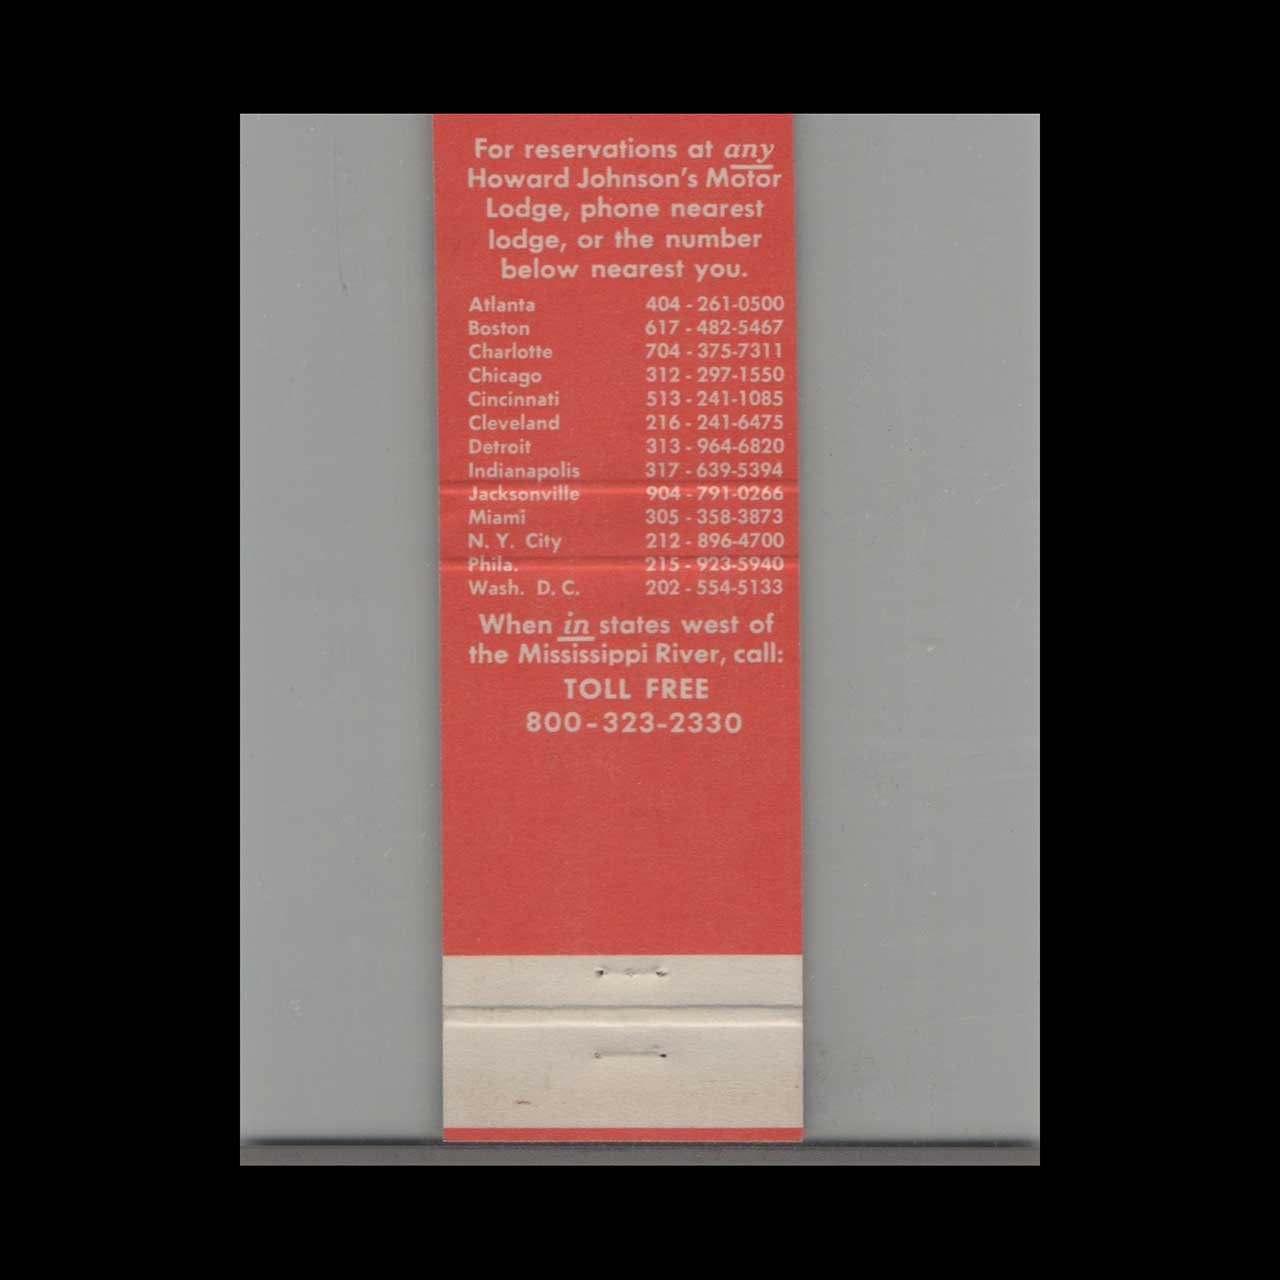 For reservations at any
Howard Johnson's Motor
Lodge, phone nearest
lodge, or the number
below nearest you.
Atlanta 404 - 261-0500
Boston 617 - 482-5467
Charlotte 704 - 375-7311
Chicago 312 - 297-1550
Cincinnati 513 - 241-1085
Cleveland 216 - 241-6475
Detroit 313 - 964-6820
Indianapolis 317 - 639-5394
Jacksonville 904 - 791-0266
Miami 305 - 358-3873
N. Y. City 212 - 896-4700
Phila. 215 - 923-5940
Wash. D. C. 202 - 554-5133
When in states west of
the Mississippi River, call:
TOLL FREE
800-323-2330